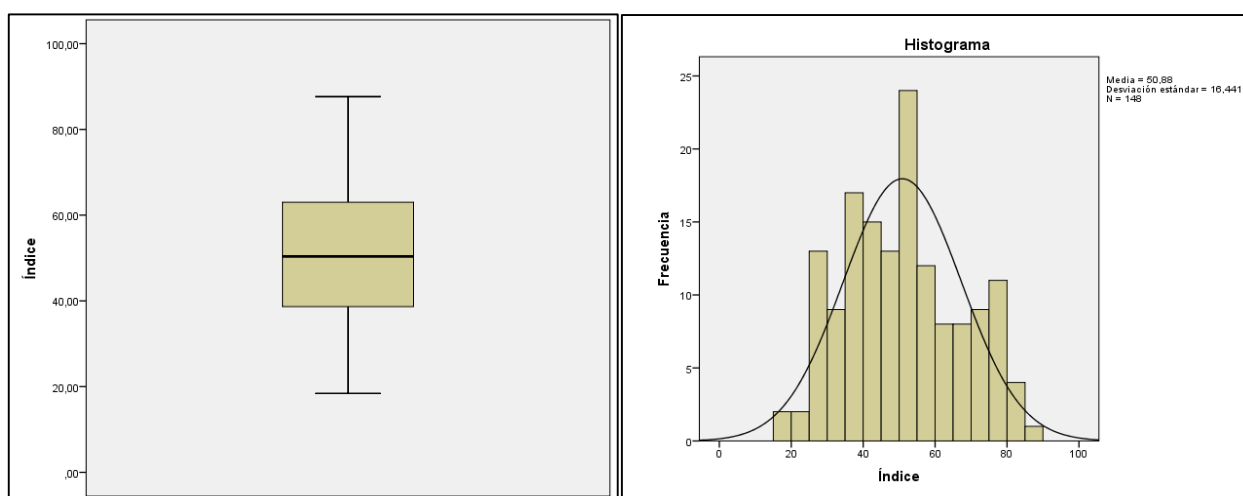 100,00
80,00
60,00
40,00
20,00
,00
Índice
Histograma
25
20
15
10
5
0
Frecuencia
0 20 40 60 80 100
Índice
Media = 50,88
Desviación estándar = 16,441
N = 148